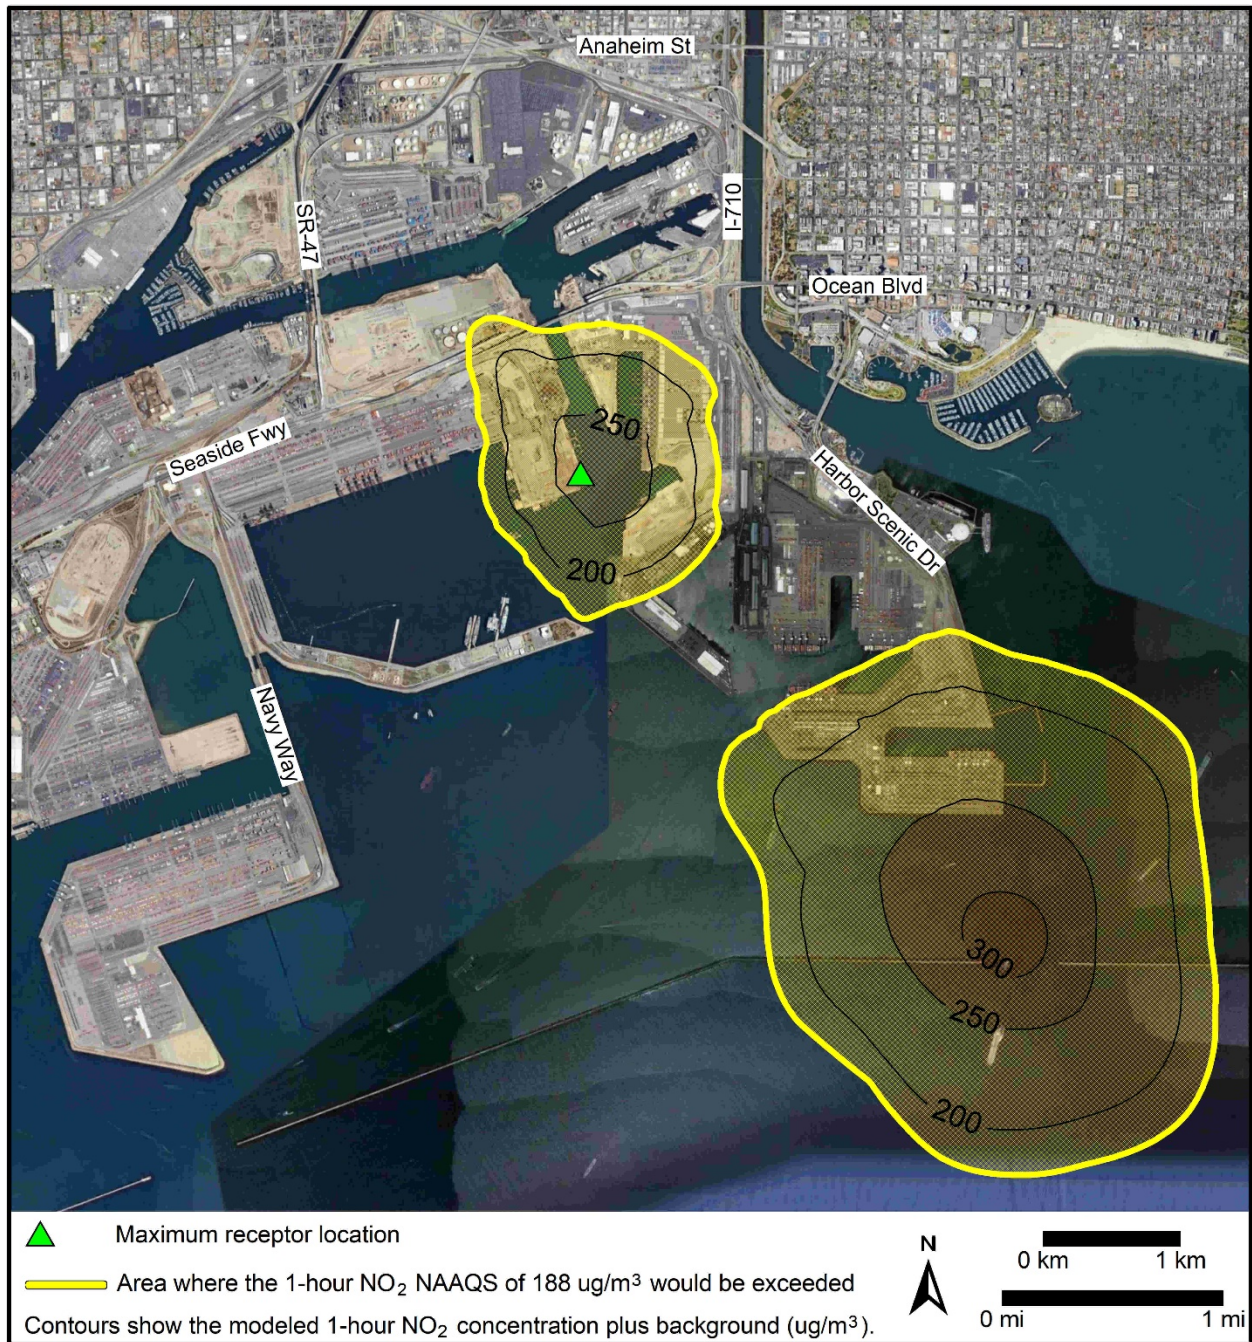 Anaheim St
I-710
SR-47
Ocean Blvd
250
Seaside Fwy
Harbor Scenic Dr
200
Navy Way
300
250
200
Maximum receptor location
Area where the 1-hour NO₂ NAAQS of 188 ug/m³ would be exceeded
Contours show the modeled 1-hour NO₂ concentration plus background (ug/m³).
N
0 km 1 km
0 mi 1 mi